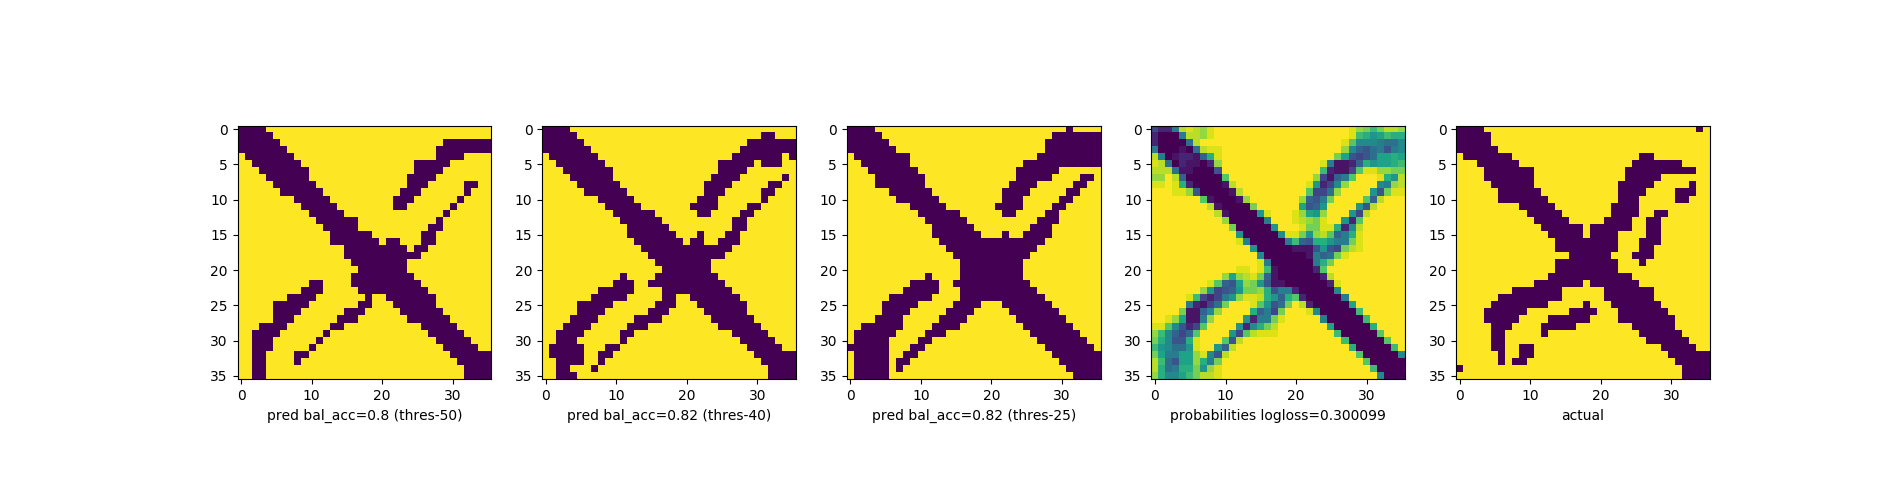 0 5 10 15 20 25 30 35
0 10 20 30
pred bal_acc=0.8 (thres-50)
0 5 10 15 20 25 30 35
0 10 20 30
pred bal_acc=0.82 (thres-40)
0 5 10 15 20 25 30 35
0 10 20 30
pred bal_acc=0.82 (thres-25)
0 5 10 15 20 25 30 35
0 10 20 30
probabilities logloss=0.300099
0 5 10 15 20 25 30 35
0 10 20 30
actual